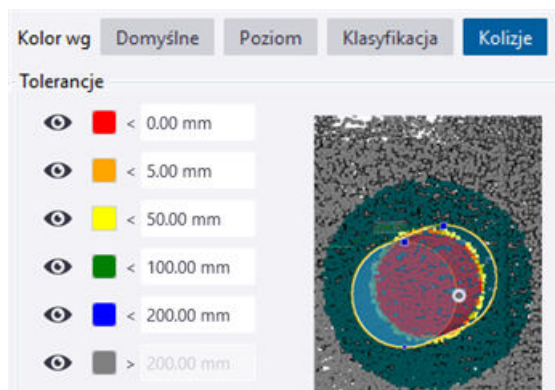 Kolor wg Domyślne Poziom Klasyfikacja Kolizje
Tolerancje
< 0.00 mm
< 5.00 mm
< 50.00 mm
< 100.00 mm
< 200.00 mm
> 200.00 mm